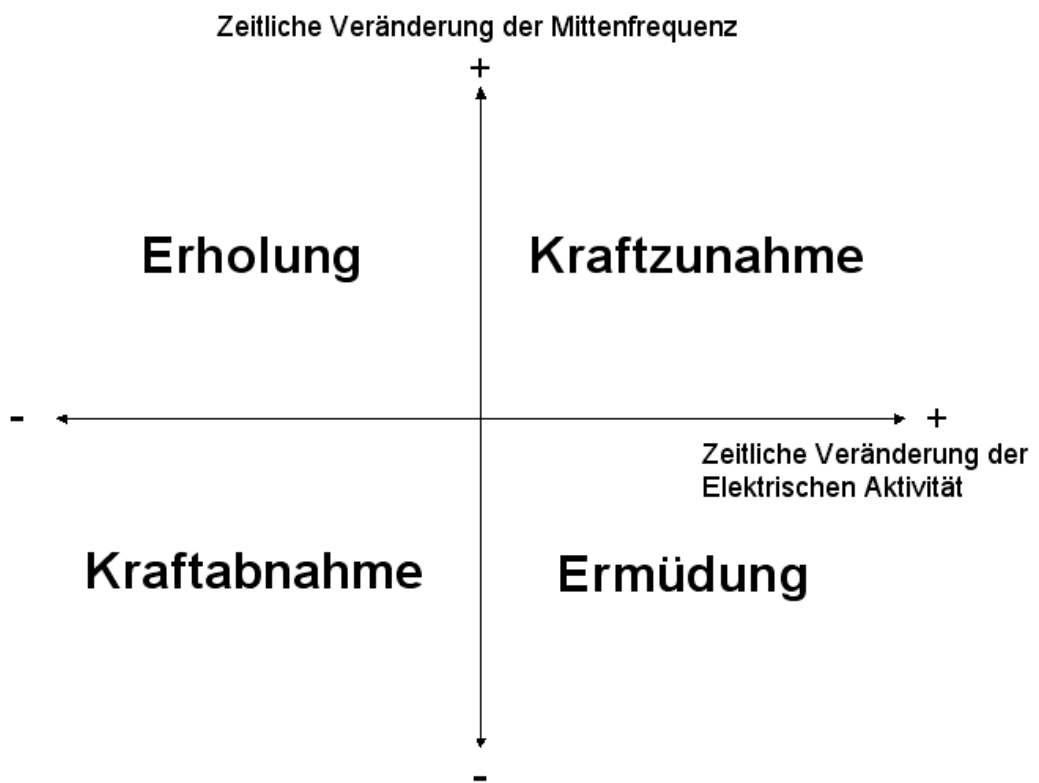 Zeitliche Veränderung der Mittenfrequenz
+
Erholung
Kraftzunahme
-
+
Zeitliche Veränderung der
Elektrischen Aktivität
Kraftabnahme
Ermüdung
-